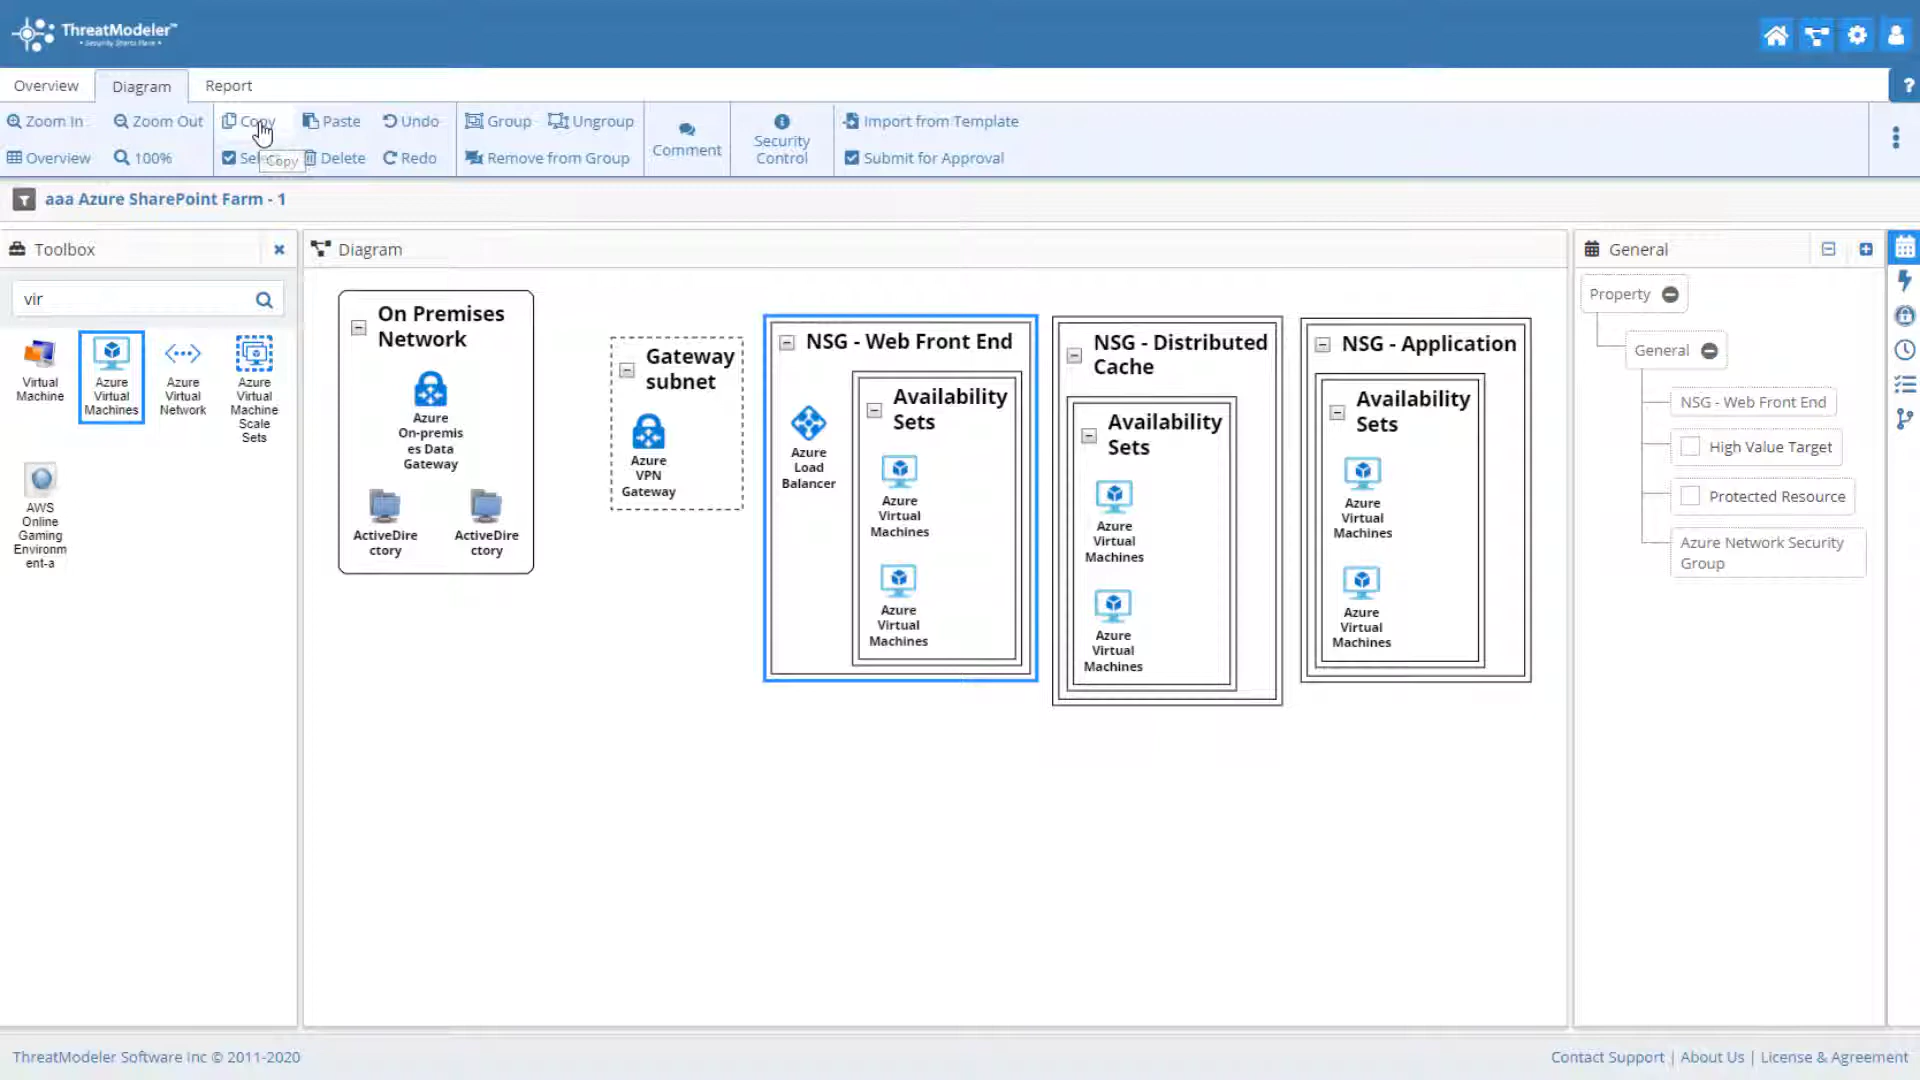 ThreatModeler™
• Security Starts Here •
Overview
Diagram
Report
?
Zoom In
Zoom Out
Copy
Paste
Undo
Group
Ungroup
Comment
Security
Control
Import from Template
Overview
100%
Copy
Delete
Redo
Remove from Group
Submit for Approval
aaa Azure SharePoint Farm - 1
Toolbox
vir
Virtual
Machine
Azure
Virtual
Machines
Azure
Virtual
Network
Azure
Virtual
Machine
Scale
Sets
AWS
Online
Gaming
Environm
ent-a
Diagram
On Premises
Network
Azure
On-premis
es Data
Gateway
ActiveDire
ctory
ActiveDire
ctory
Gateway
subnet
Azure
VPN
Gateway
NSG - Web Front End
Azure
Load
Balancer
Availability
Sets
Azure
Virtual
Machines
Azure
Virtual
Machines
NSG - Distributed
Cache
Availability
Sets
Azure
Virtual
Machines
Azure
Virtual
Machines
NSG - Application
Availability
Sets
Azure
Virtual
Machines
Azure
Virtual
Machines
General
Property
General
NSG - Web Front End
High Value Target
Protected Resource
Azure Network Security
Group
ThreatModeler Software Inc © 2011-2020
Contact Support | About Us | License & Agreement